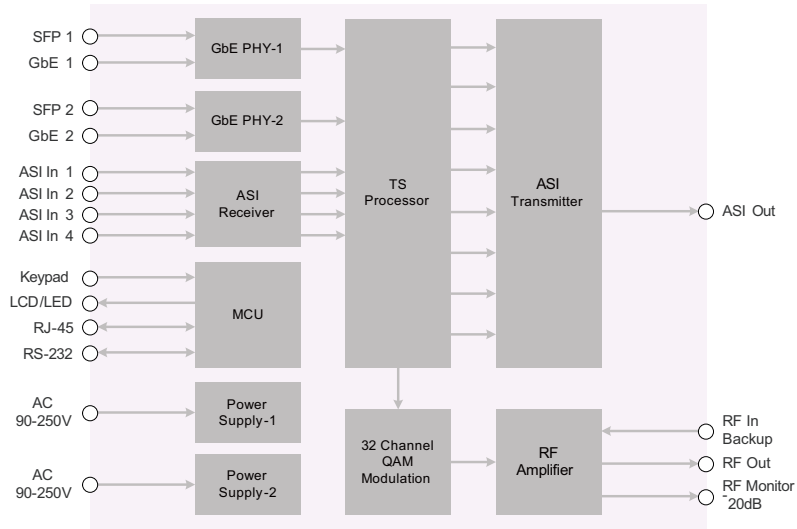 SFP 1
GbE 1
GbE PHY-1
SFP 2
GbE 2
GbE PHY-2
ASI In 1
ASI In 2
ASI In 3
ASI In 4
ASI
Receiver
TS
Processor
ASI
Transmitter
ASI Out
Keypad
LCD/LED
RJ-45
RS-232
MCU
AC
90-250V
Power
Supply-1
AC
90-250V
Power
Supply-2
32 Channel
QAM
Modulation
RF
Amplifier
RF In
Backup
RF Out
RF Monitor
-20dB